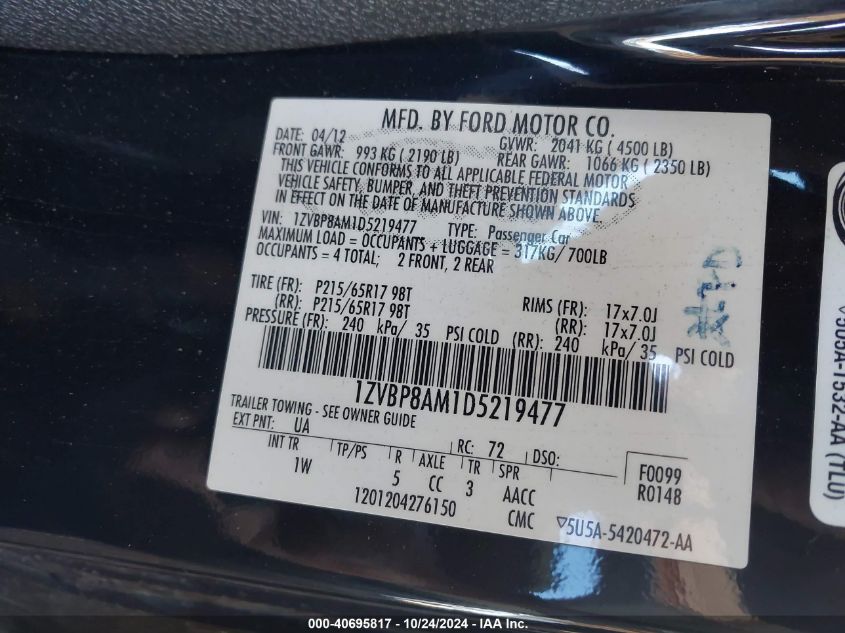 MFD. BY FORD MOTOR CO.
DATE: 04/12 GVWR: 2041 KG ( 4500 LB)
FRONT GAWR: 993 KG ( 2190 LB) REAR GAWR: 1066 KG ( 2350 LB)
THIS VEHICLE CONFORMS TO ALL APPLICABLE FEDERAL MOTOR
VEHICLE SAFETY, BUMPER, AND THEFT PREVENTION STANDARDS
IN EFFECT ON THE DATE OF MANUFACTURE SHOWN ABOVE.
VIN: 1ZVBP8AM1D5219477 TYPE: Passenger Car
MAXIMUM LOAD = OCCUPANTS + LUGGAGE = 317KG/ 700LB
OCCUPANTS = 4 TOTAL; 2 FRONT, 2 REAR
TIRE (FR): P215/65R17 98T RIMS (FR): 17x7.0J
(RR): P215/65R17 98T (RR): 17x7.0J
PRESSURE (FR): 240 kPa/ 35 PSI COLD (RR): 240 kPa/ 35 PSI COLD
1ZVBP8AM1D5219477
TRAILER TOWING - SEE OWNER GUIDE
EXT PNT: UA RC: 72 DSO:
INT TR TP/PS R AXLE TR SPR F0099
1W 5 CC 3 AACC R0148
1201204276150 CMC ▽5U5A-5420472-AA
1532-AA (TLU)
000-40695817 - 10/24/2024 - IAA Inc.